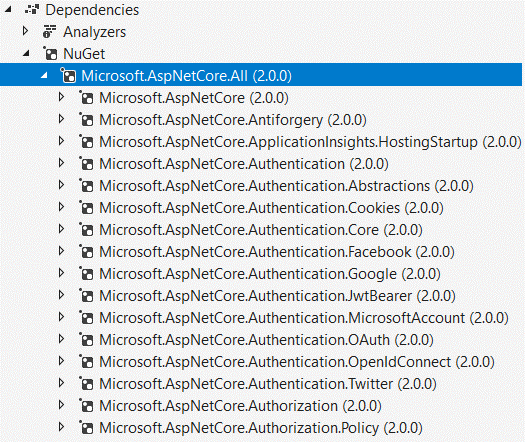 Dependencies
Analyzers
NuGet
Microsoft.AspNetCore.All (2.0.0)
Microsoft.AspNetCore (2.0.0)
Microsoft.AspNetCore.Antiforgery (2.0.0)
Microsoft.AspNetCore.ApplicationInsights.HostingStartup (2.0.0)
Microsoft.AspNetCore.Authentication (2.0.0)
Microsoft.AspNetCore.Authentication.Abstractions (2.0.0)
Microsoft.AspNetCore.Authentication.Cookies (2.0.0)
Microsoft.AspNetCore.Authentication.Core (2.0.0)
Microsoft.AspNetCore.Authentication.Facebook (2.0.0)
Microsoft.AspNetCore.Authentication.Google (2.0.0)
Microsoft.AspNetCore.Authentication.JwtBearer (2.0.0)
Microsoft.AspNetCore.Authentication.MicrosoftAccount (2.0.0)
Microsoft.AspNetCore.Authentication.OAuth (2.0.0)
Microsoft.AspNetCore.Authentication.OpenIdConnect (2.0.0)
Microsoft.AspNetCore.Authentication.Twitter (2.0.0)
Microsoft.AspNetCore.Authorization (2.0.0)
Microsoft.AspNetCore.Authorization.Policy (2.0.0)